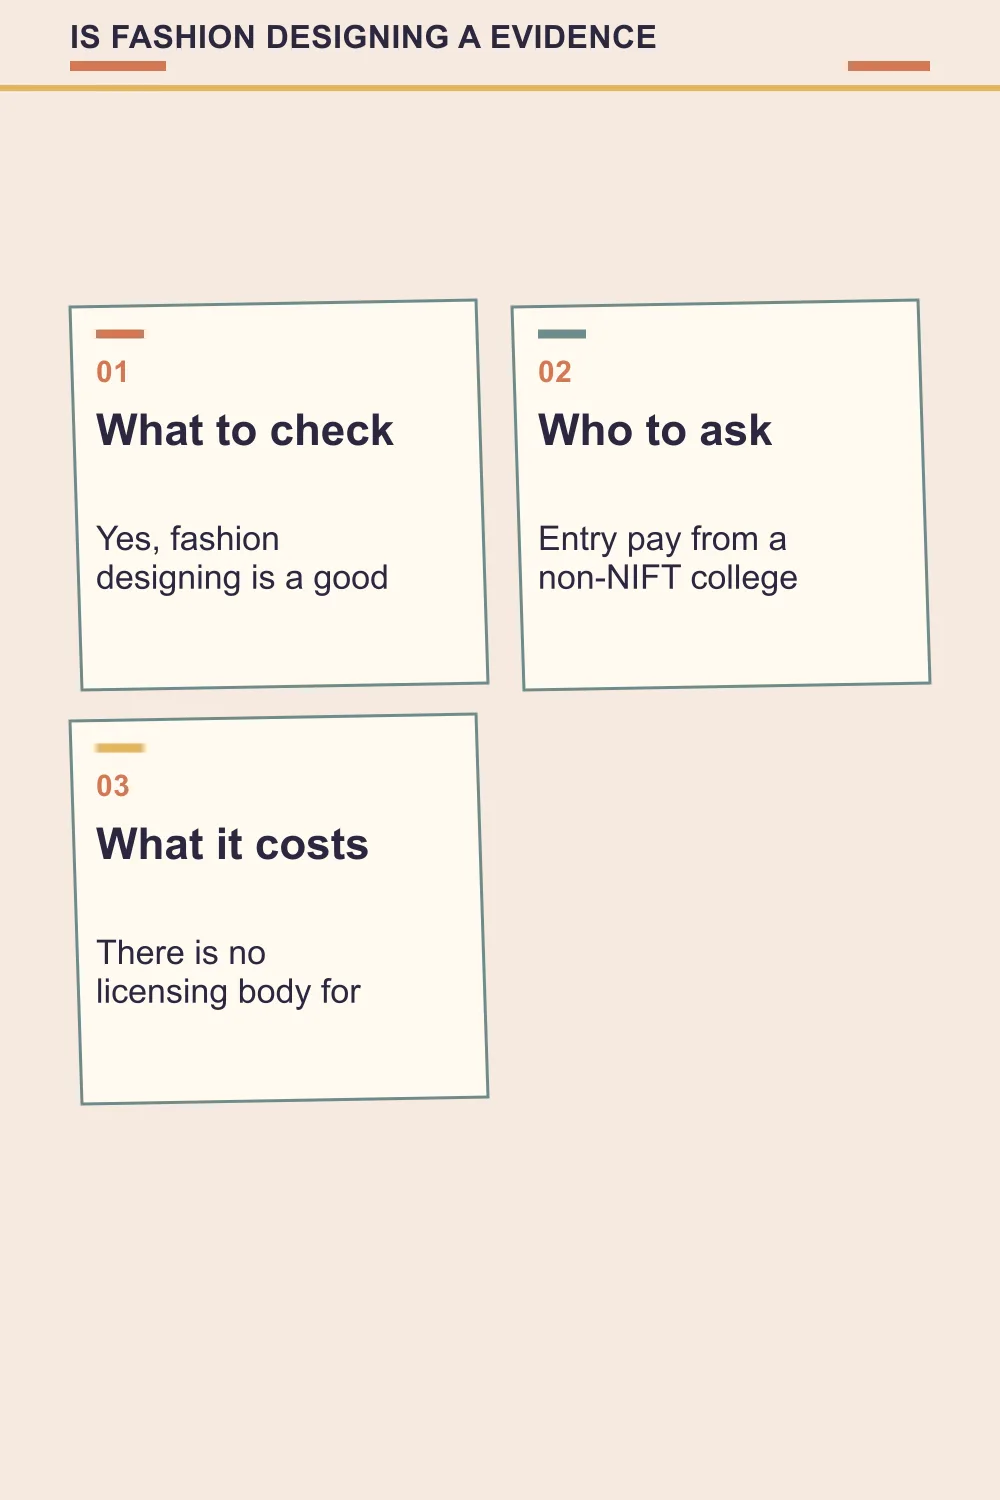 IS FASHION DESIGNING A EVIDENCE
01
What to check
Yes, fashion
designing is a good
02
Who to ask
Entry pay from a
non-NIFT college
03
What it costs
There is no
licensing body for